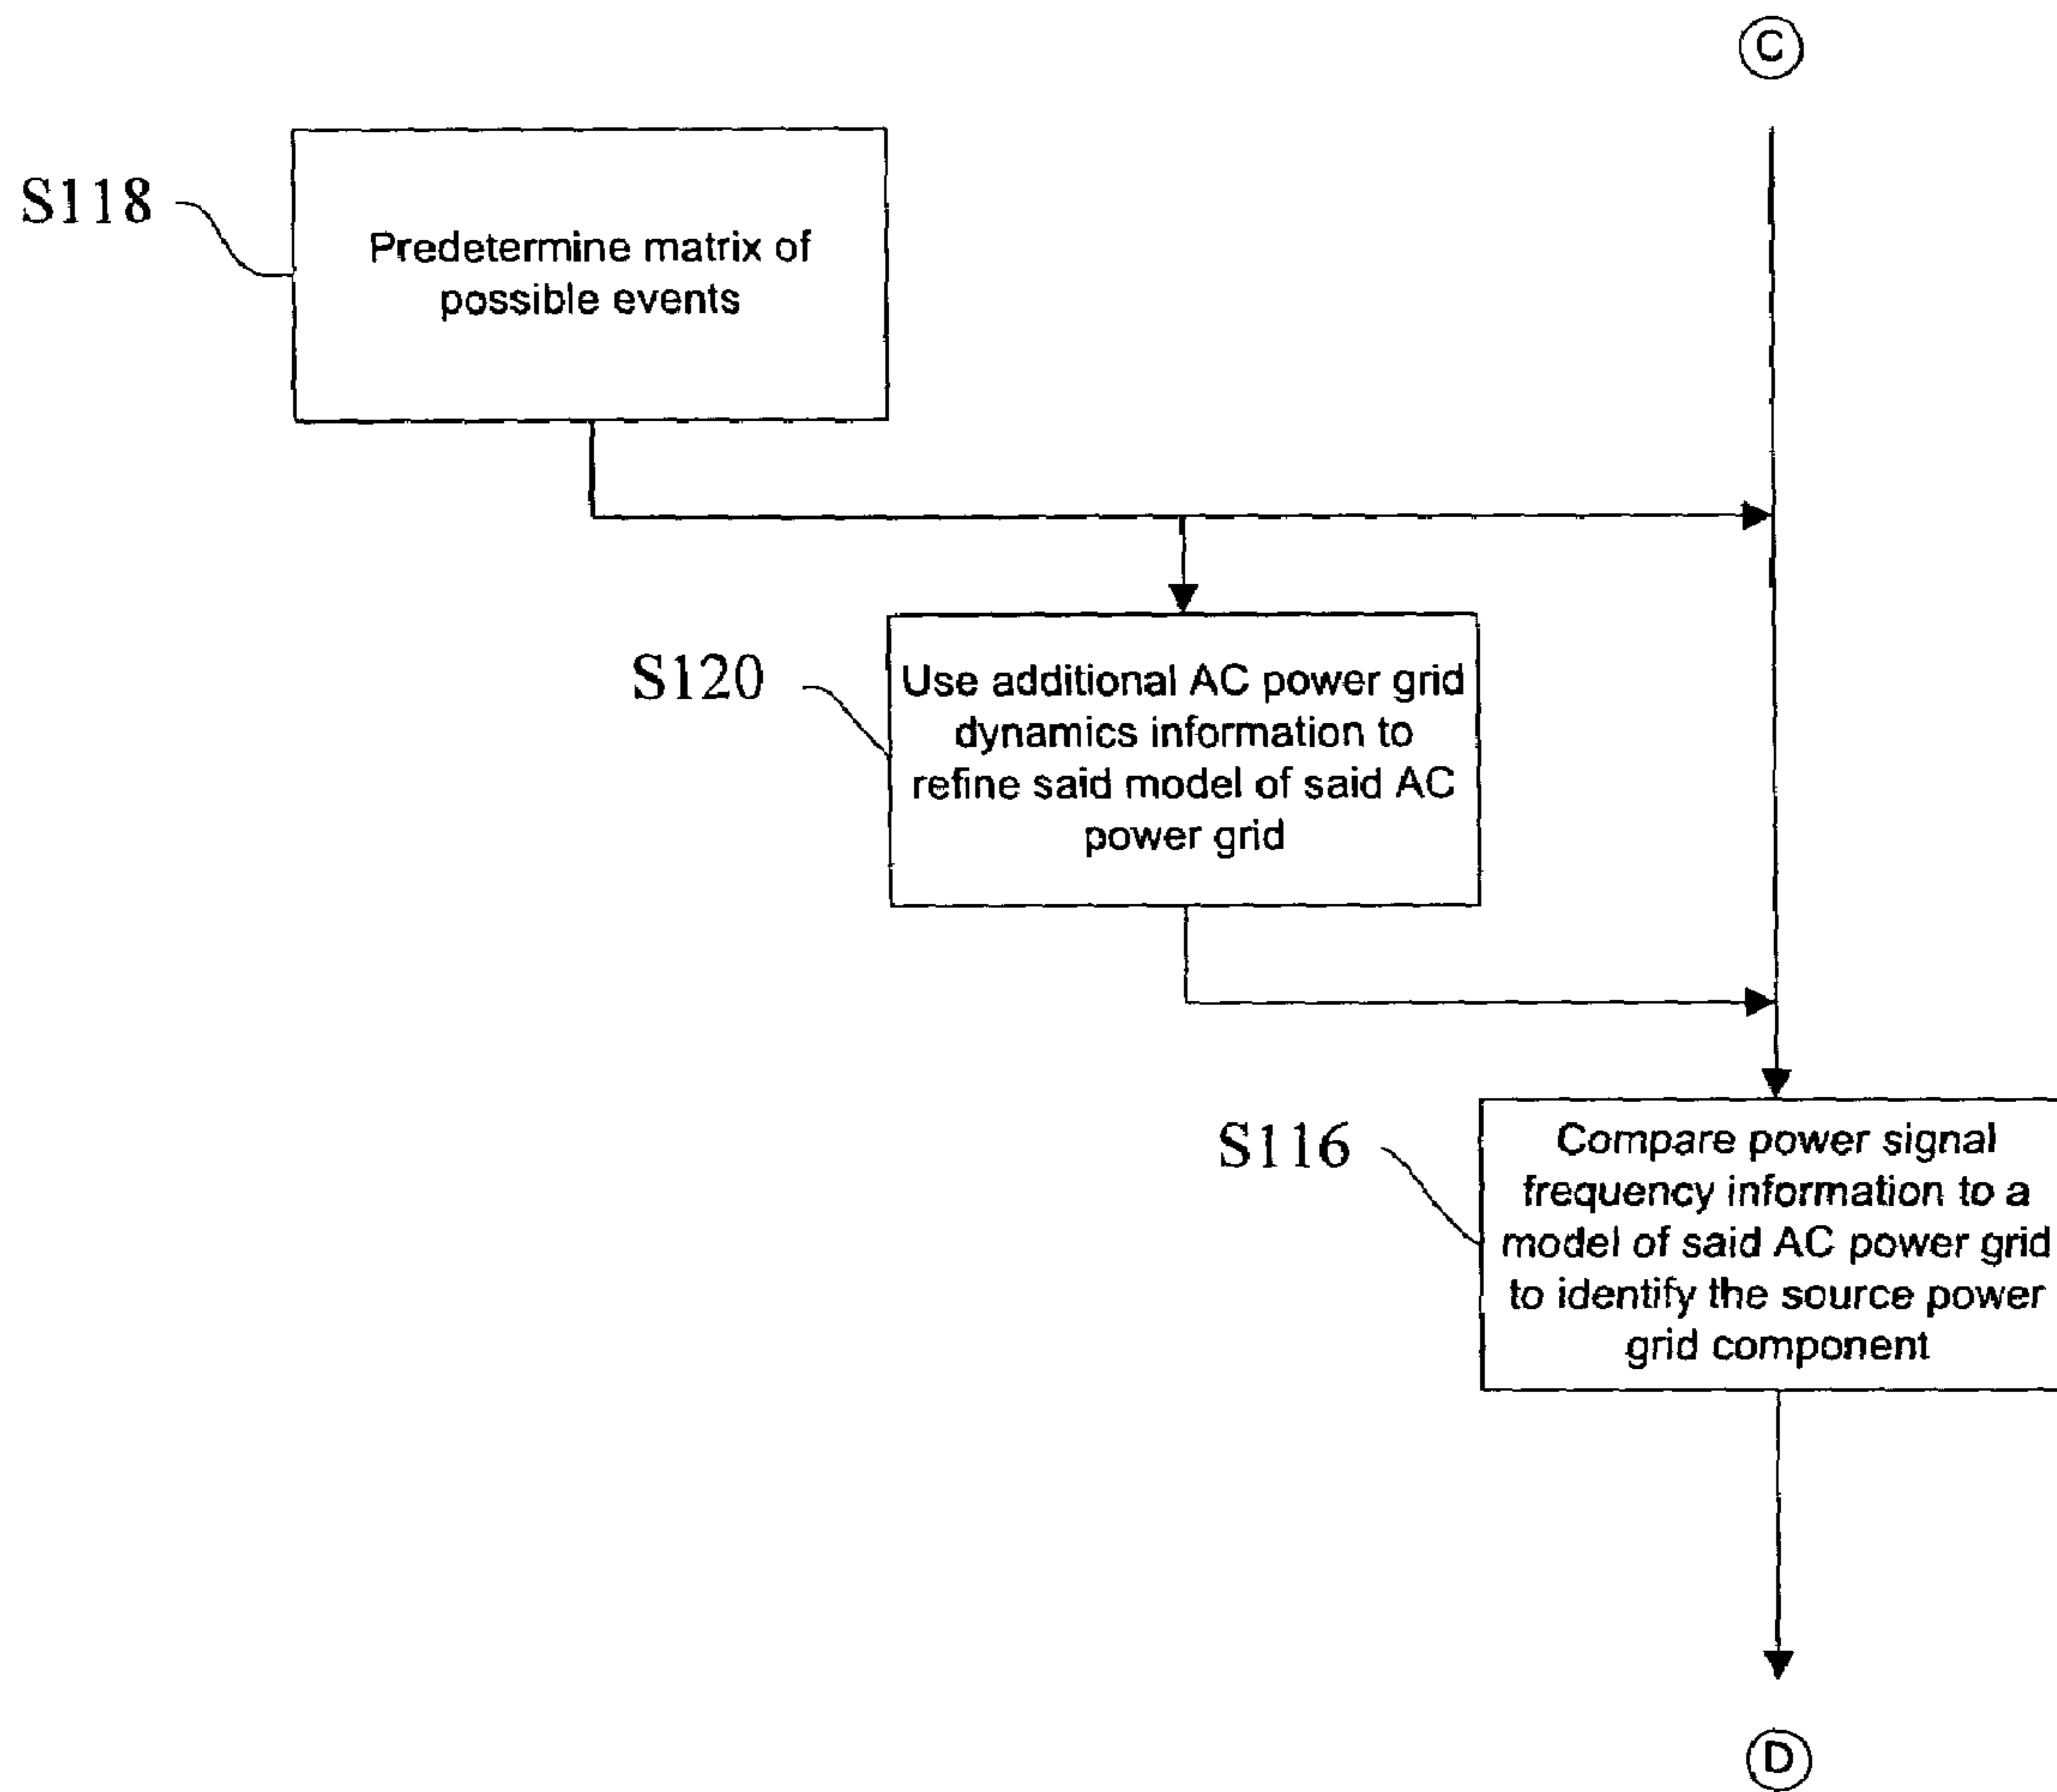 C
S118
Predetermine matrix of
possible events
S120
Use additional AC power grid
dynamics information to
refine said model of said AC
power grid
S116
Compare power signal
frequency information to a
model of said AC power grid
to identify the source power
grid component
D